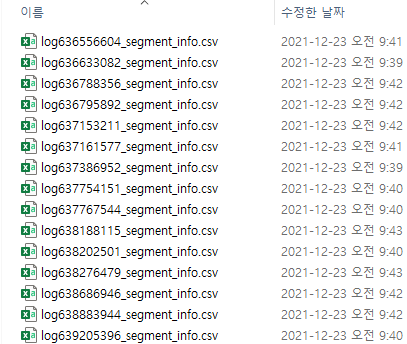 이름 수정한 날짜
log636556604_segment_info.csv 2021-12-23 오전 9:41
log636633082_segment_info.csv 2021-12-23 오전 9:39
log636788356_segment_info.csv 2021-12-23 오전 9:42
log636795892_segment_info.csv 2021-12-23 오전 9:42
log637153211_segment_info.csv 2021-12-23 오전 9:42
log637161577_segment_info.csv 2021-12-23 오전 9:41
log637386952_segment_info.csv 2021-12-23 오전 9:39
log637754151_segment_info.csv 2021-12-23 오전 9:40
log637767544_segment_info.csv 2021-12-23 오전 9:40
log638188115_segment_info.csv 2021-12-23 오전 9:43
log638202501_segment_info.csv 2021-12-23 오전 9:40
log638276479_segment_info.csv 2021-12-23 오전 9:43
log638686946_segment_info.csv 2021-12-23 오전 9:42
log638883944_segment_info.csv 2021-12-23 오전 9:42
log639205396_segment_info.csv 2021-12-23 오전 9:40